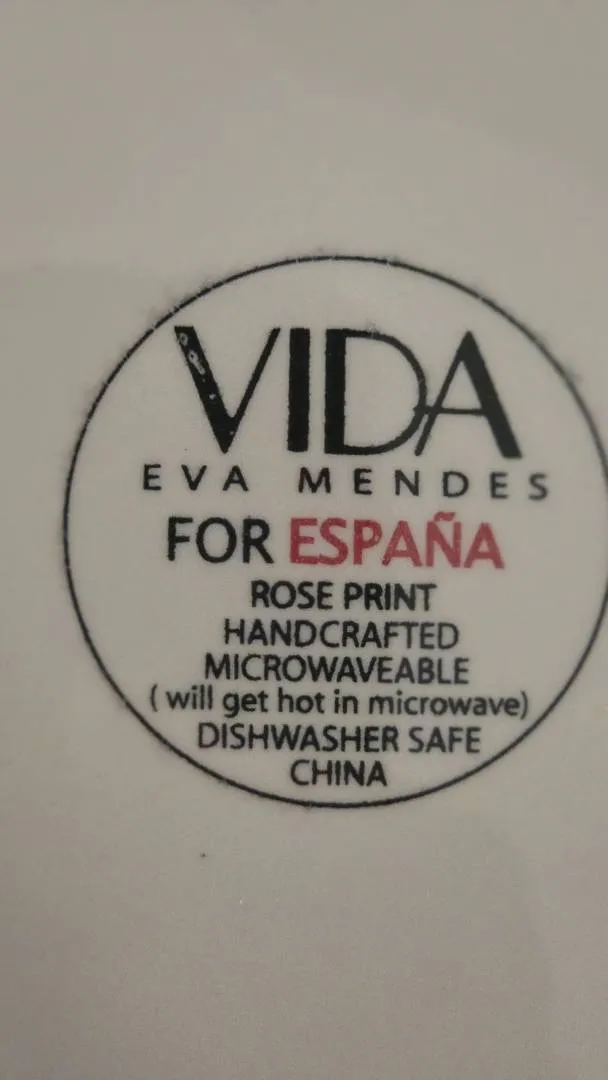 VIDA
EVA MENDES
FOR ESPAÑA
ROSE PRINT
HANDCRAFTED
MICROWAVEABLE
( will get hot in microwave)
DISHWASHER SAFE
CHINA